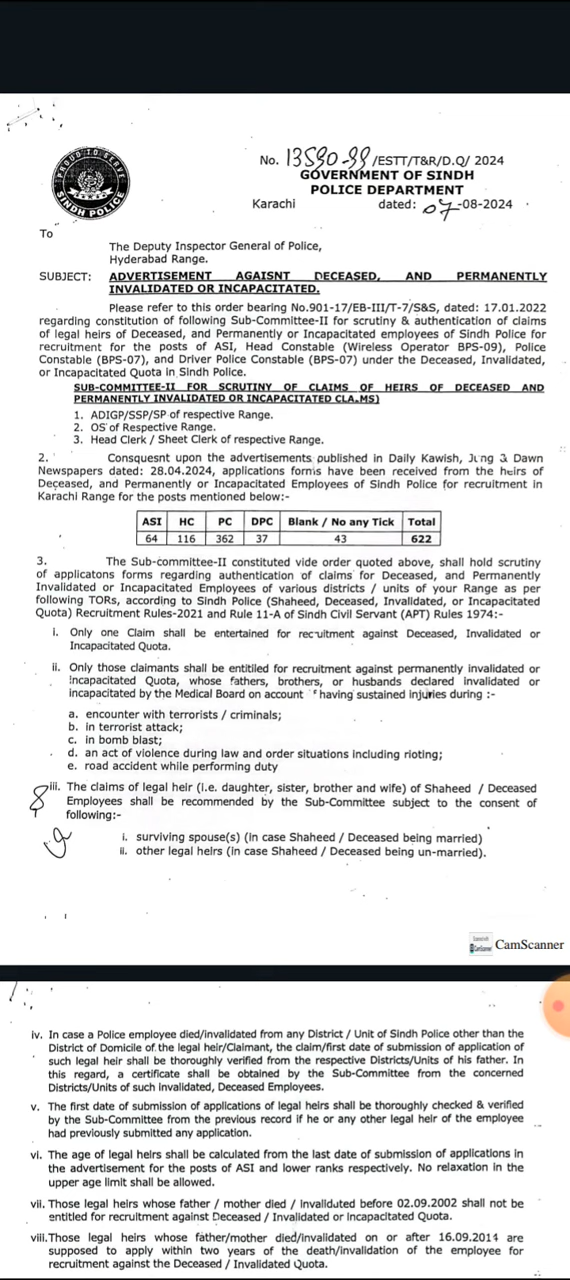 PROUD TO SERVE
SINDH POLICE
No. 13590-99/ESTT/T&R/D.Q/ 2024
GOVERNMENT OF SINDH
POLICE DEPARTMENT
Karachi dated: 07-08-2024
To
The Deputy Inspector General of Police,
Hyderabad Range.
SUBJECT: ADVERTISEMENT AGAISNT DECEASED, AND PERMANENTLY
INVALIDATED OR INCAPACITATED.
Please refer to this order bearing No.901-17/EB-III/T-7/S&S, dated: 17.01.2022
regarding constitution of following Sub-Committee-II for scrutiny & authentication of claims
of legal heirs of Deceased, and Permanently or Incapacitated employees of Sindh Police for
recruitment for the posts of ASI, Head Constable (Wireless Operator BPS-09), Police
Constable (BPS-07), and Driver Police Constable (BPS-07) under the Deceased, Invalidated,
or Incapacitated Quota in Sindh Police.
SUB-COMMITTEE-II FOR SCRUTINY OF CLAIMS OF HEIRS OF DECEASED AND
PERMANENTLY INVALIDATED OR INCAPACITATED CLAIMS)
1. ADIGP/SSP/SP of respective Range.
2. OS of Respective Range.
3. Head Clerk / Sheet Clerk of respective Range.
2. Consquesnt upon the advertisements published in Daily Kawish, Jung & Dawn
Newspapers dated: 28.04.2024, applications forms have been received from the heirs of
Deceased, and Permanently or Incapacitated Employees of Sindh Police for recruitment in
Karachi Range for the posts mentioned below:-
ASI HC PC DPC Blank / No any Tick Total
64 116 362 37 43 622
3. The Sub-committee-II constituted vide order quoted above, shall hold scrutiny
of applicatons forms regarding authentication of claims for Deceased, and Permanently
Invalidated or Incapacitated Employees of various districts / units of your Range as per
following TORs, according to Sindh Police (Shaheed, Deceased, Invalidated, or Incapacitated
Quota) Recruitment Rules-2021 and Rule 11-A of Sindh Civil Servant (APT) Rules 1974:-
i. Only one Claim shall be entertained for recruitment against Deceased, Invalidated or
Incapacitated Quota.
ii. Only those claimants shall be entitiled for recruitment against permanently invalidated or
Incapacitated Quota, whose fathers, brothers, or husbands declared invalidated or
incapacitated by the Medical Board on account having sustained injuries during :-
a. encounter with terrorists / criminals;
b. in terrorist attack;
c. in bomb blast;
d. an act of violence during law and order situations including rioting;
e. road accident while performing duty
iii. The claims of legal heir (i.e. daughter, sister, brother and wife) of Shaheed / Deceased
Employees shall be recommended by the Sub-Committee subject to the consent of
following:-
i. surviving spouse(s) (in case Shaheed / Deceased being married)
ii. other legal heirs (in case Shaheed / Deceased being un-married).
CamScanner
iv. In case a Police employee died/invalidated from any District / Unit of Sindh Police other than the
District of Domicile of the legal heir/Claimant, the claim/first date of submission of application of
such legal heir shall be thoroughly verified from the respective Districts/Units of his father. In
this regard, a certificate shall be obtained by the Sub-Committee from the concerned
Districts/Units of such invalidated, Deceased Employees.
v. The first date of submission of applications of legal heirs shall be thoroughly checked & verified
by the Sub-Committee from the previous record if he or any other legal heir of the employee
had previously submitted any application.
vi. The age of legal heirs shall be calculated from the last date of submission of applications in
the advertisement for the posts of ASI and lower ranks respectively. No relaxation in the
upper age limit shall be allowed.
vii. Those legal heirs whose father / mother died / invalidated before 02.09.2002 shall not be
entitled for recruitment against Deceased / Invalidated or Incapacitated Quota.
viii. Those legal heirs whose father/mother died/invalidated on or after 16.09.2014 are
supposed to apply within two years of the death/invalidation of the employee for
recruitment against the Deceased / Invalidated Quota.